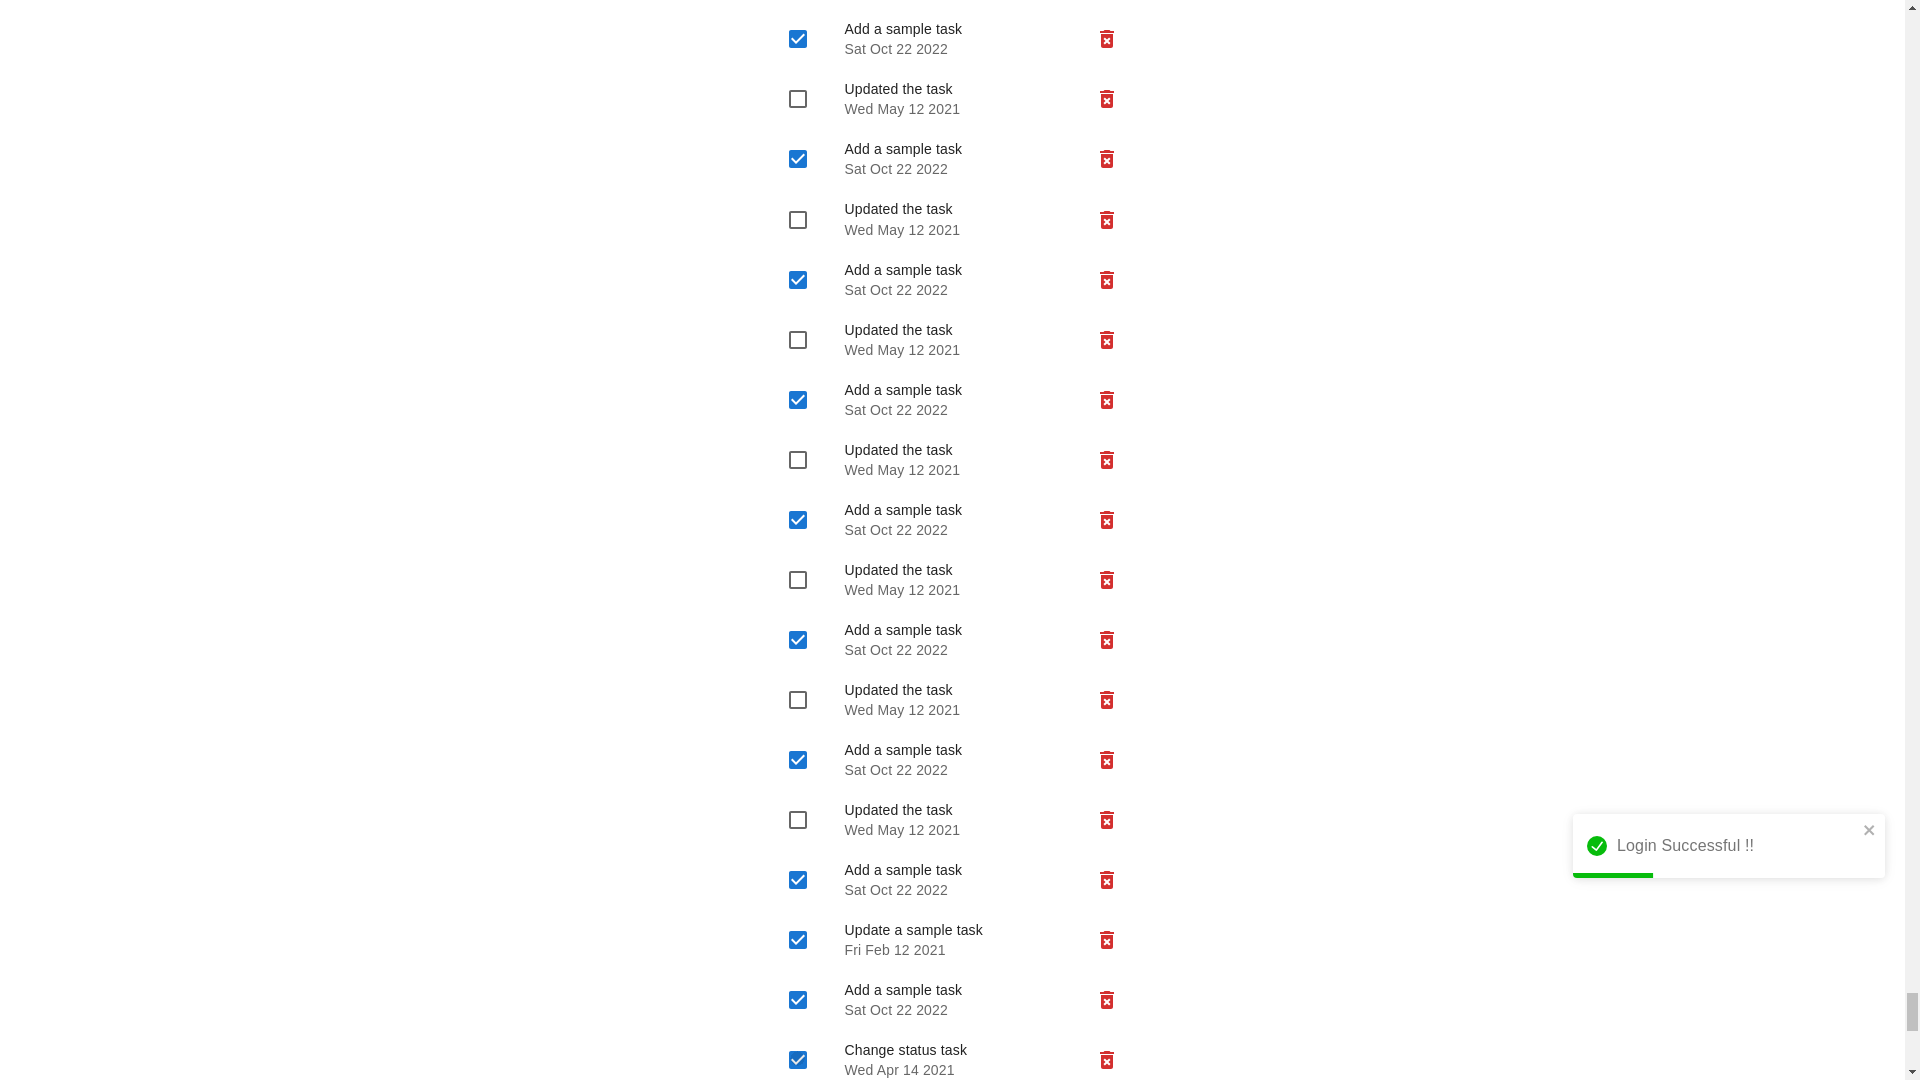 Add a sample task
Sat Oct 22 2022
Updated the task
Wed May 12 2021
Add a sample task
Sat Oct 22 2022
Updated the task
Wed May 12 2021
Add a sample task
Sat Oct 22 2022
Updated the task
Wed May 12 2021
Add a sample task
Sat Oct 22 2022
Updated the task
Wed May 12 2021
Add a sample task
Sat Oct 22 2022
Updated the task
Wed May 12 2021
Add a sample task
Sat Oct 22 2022
Updated the task
Wed May 12 2021
Add a sample task
Sat Oct 22 2022
Updated the task
Wed May 12 2021
Login Successful !!
Add a sample task
Sat Oct 22 2022
Update a sample task
Fri Feb 12 2021
Add a sample task
Sat Oct 22 2022
Change status task
Wed Apr 14 2021